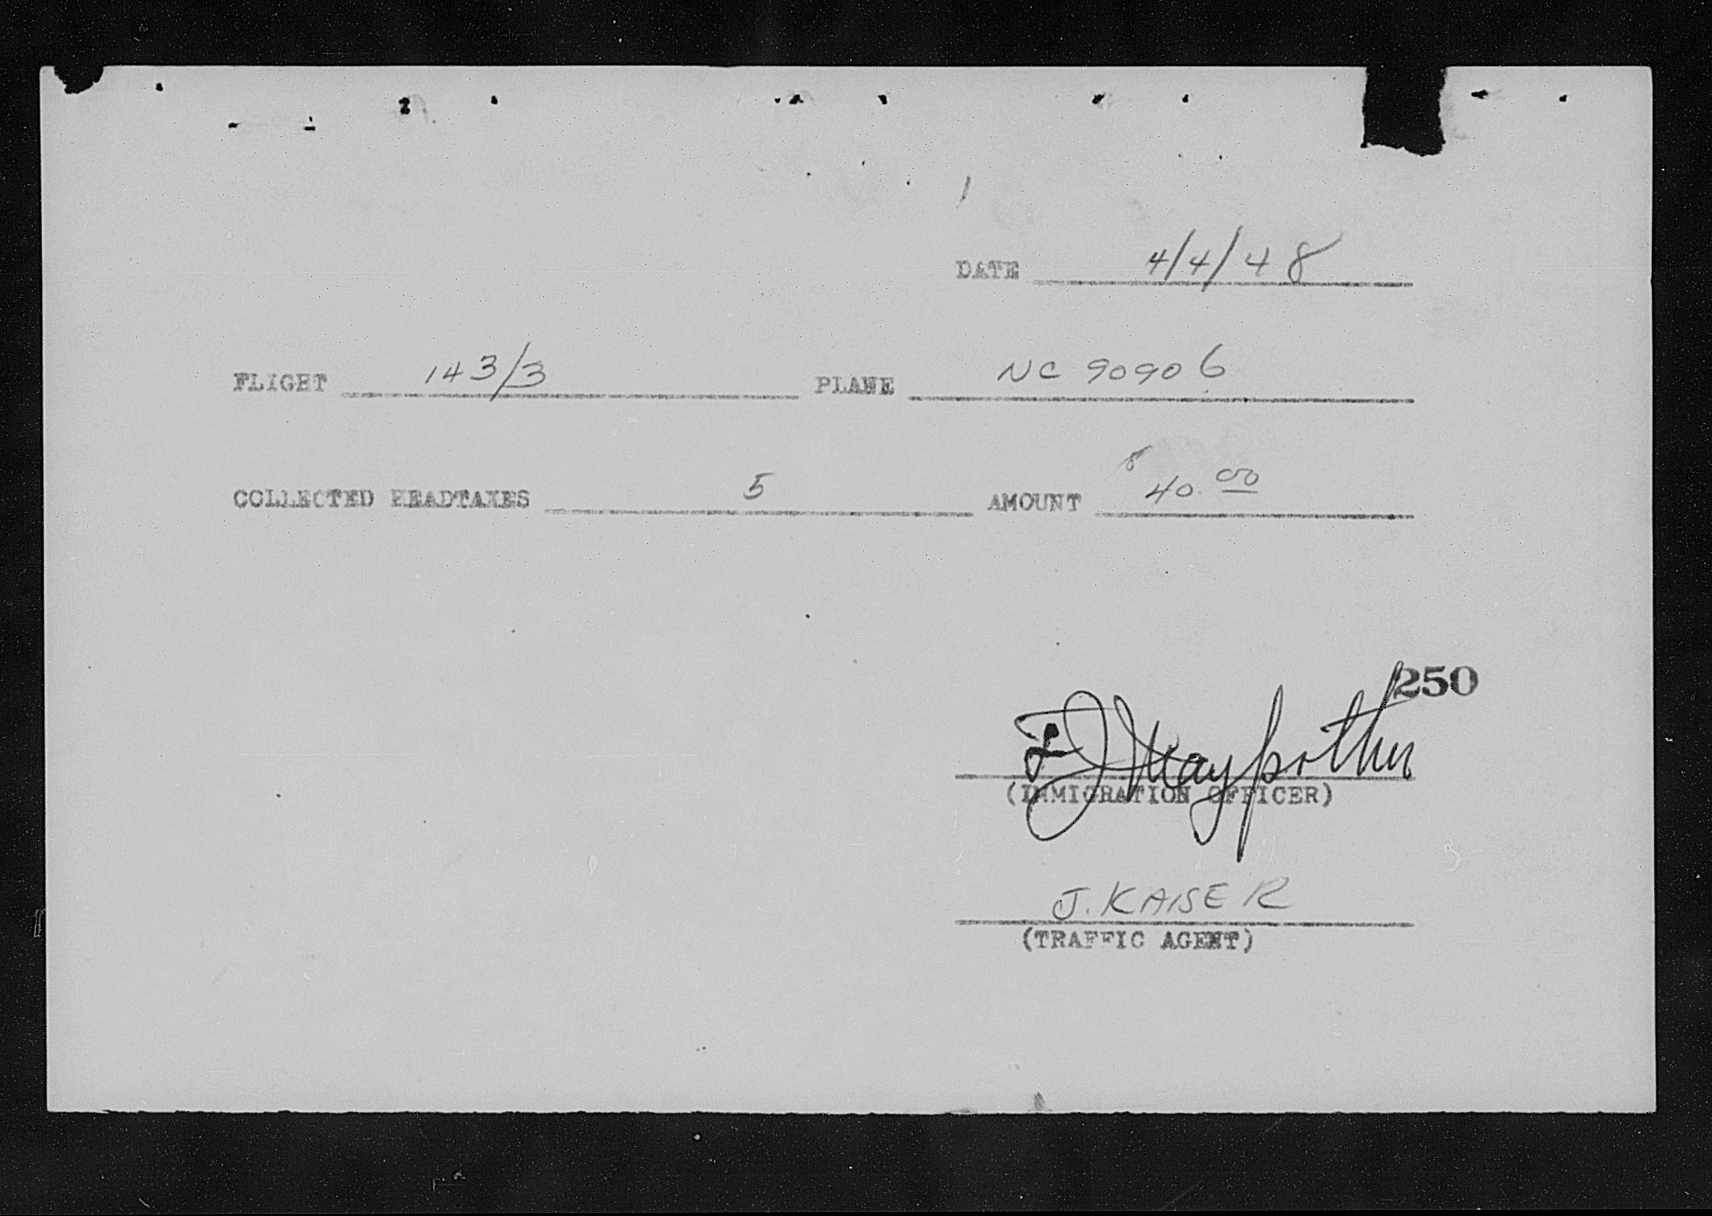 DATE 4/4/48
FLIGHT 143/3 PLANE NC 90906
COLLECTED HEADTAXES 5 AMOUNT $40.00
250
(IMMIGRATION OFFICER)
J. KAISER
(TRAFFIC AGENT)